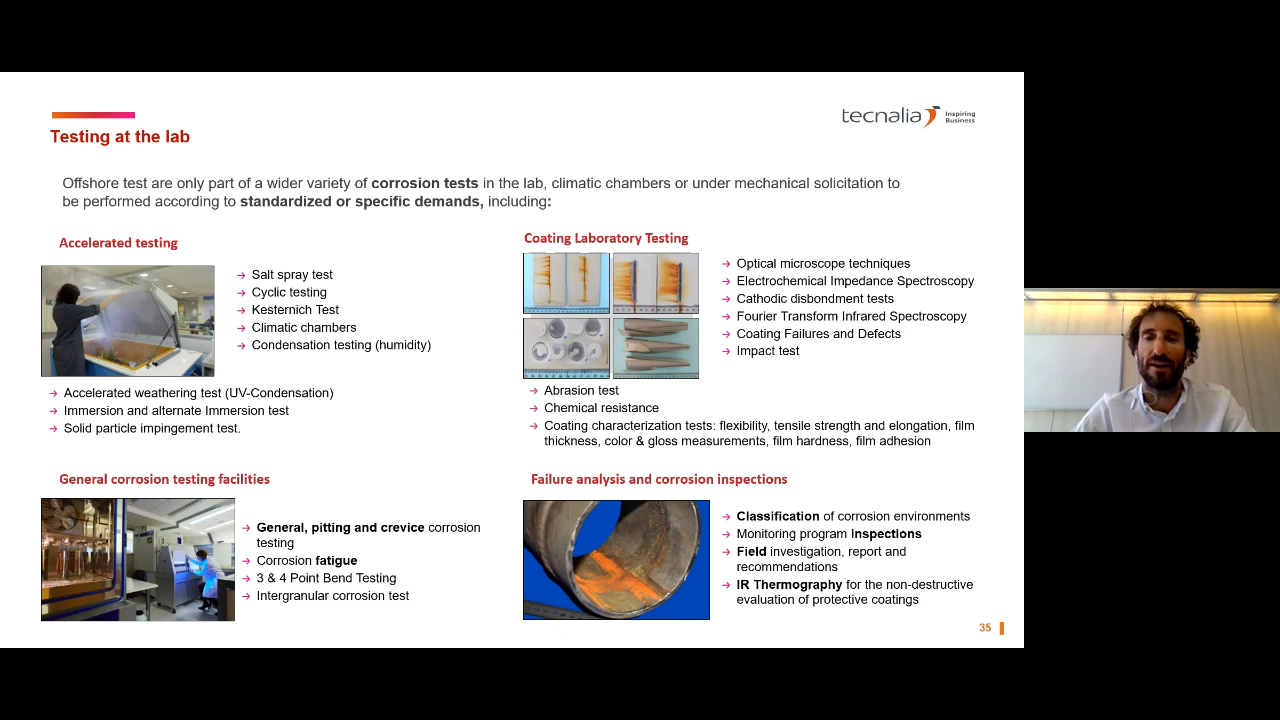 tecnalia Inspiring
Business
Testing at the lab
Offshore test are only part of a wider variety of corrosion tests in the lab, climatic chambers or under mechanical solicitation to
be performed according to standardized or specific demands, including:
Accelerated testing
→ Salt spray test
→ Cyclic testing
→ Kesternich Test
→ Climatic chambers
→ Condensation testing (humidity)
→ Accelerated weathering test (UV-Condensation)
→ Immersion and alternate Immersion test
→ Solid particle impingement test.
Coating Laboratory Testing
→ Optical microscope techniques
→ Electrochemical Impedance Spectroscopy
→ Cathodic disbondment tests
→ Fourier Transform Infrared Spectroscopy
→ Coating Failures and Defects
→ Impact test
→ Abrasion test
→ Chemical resistance
→ Coating characterization tests: flexibility, tensile strength and elongation, film
thickness, color & gloss measurements, film hardness, film adhesion
General corrosion testing facilities
→ General, pitting and crevice corrosion
testing
→ Corrosion fatigue
→ 3 & 4 Point Bend Testing
→ Intergranular corrosion test
Failure analysis and corrosion inspections
→ Classification of corrosion environments
→ Monitoring program inspections
→ Field investigation, report and
recommendations
→ IR Thermography for the non-destructive
evaluation of protective coatings
35